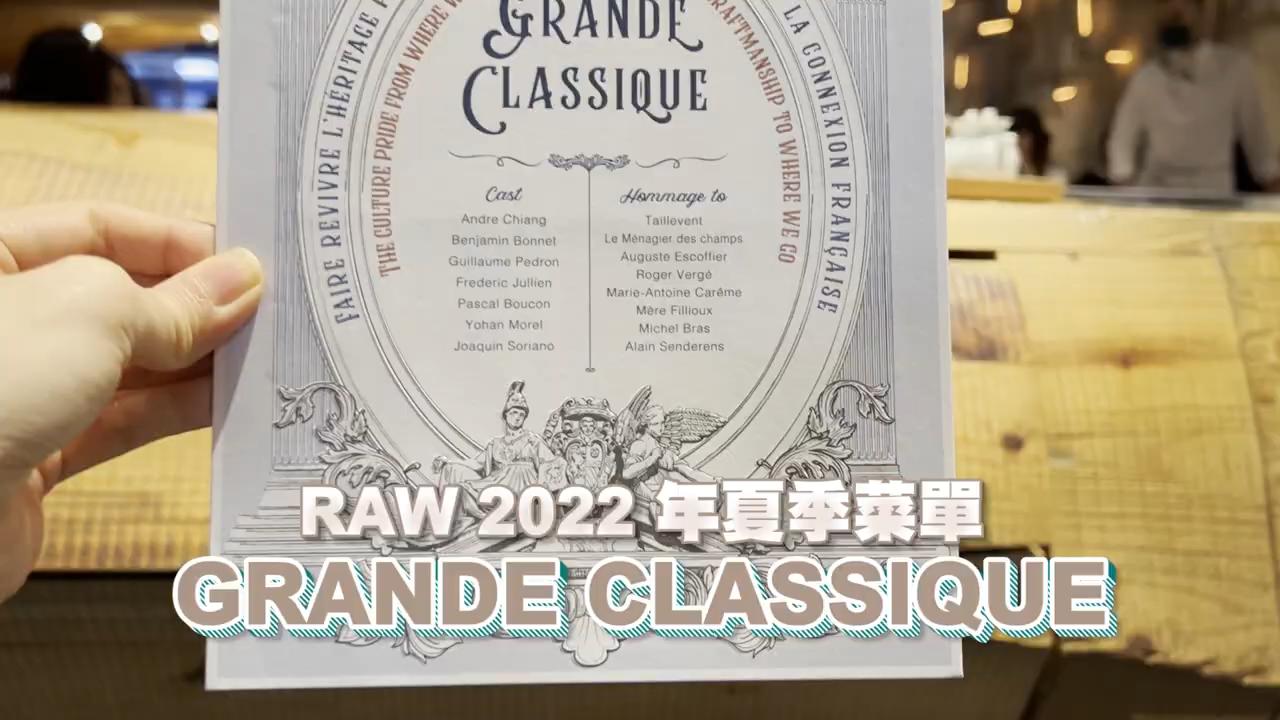 GRANDE
CLASSIQUE
FAIRE REVIVRE L'HÉRITAGE
THE CULTURE PRIDE FROM WHERE
CRAFTMANSHIP TO WHERE WE GO
LA CONNEXION FRANÇAISE
Cast
Andre Chiang
Benjamin Bonnet
Guillaume Pedron
Frederic Jullien
Pascal Boucon
Yohan Morel
Joaquin Soriano
Hommage to
Taillevent
Le Ménagier des champs
Auguste Escoffier
Roger Vergé
Marie-Antoine Carême
Mère Fillioux
Michel Bras
Alain Senderens
RAW 2022 年夏季菜單
GRANDE CLASSIQUE